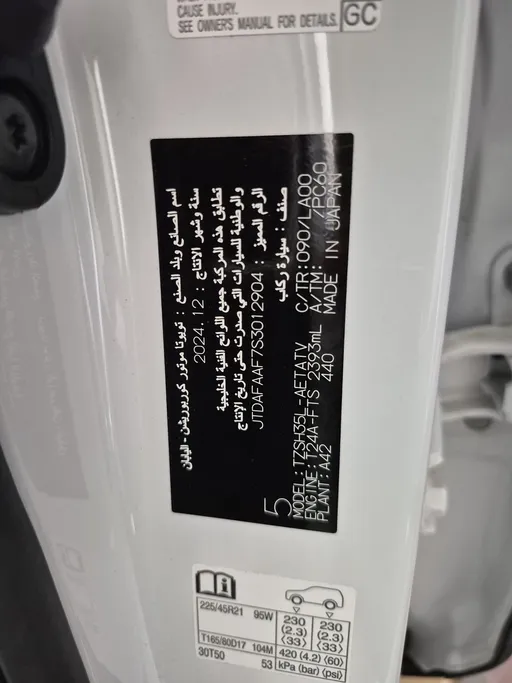 CAUSE INJURY.
SEE OWNER'S MANUAL FOR DETAILS.
GC
اسم الصانع وبلد الصنع : تويوتا موتور كوربوريشن - اليابان
سنة وشهر الانتاج : 2024.12
تطابق هذه المركبة جميع اللوائح الفنية الخليجية
والوطنية للسيارات التي صدرت حتى تاريخ الإنتاج
الرقم المميز : JTDAFAAF7S3012904
صنف : سيارة ركاب
5
MODEL:TZSH35L-AETATV C/TR:090/LA00
ENGINE:T24A-FTS 2393mL A/TM: /PC60
PLANT:A42 440 MADE IN JAPAN
225/45R21 95W 230 (2.3) ⟨33⟩ 230 (2.3) ⟨33⟩
T165/80D17 104M 420 (4.2) ⟨60⟩
30T50 53 kPa (bar) ⟨psi⟩